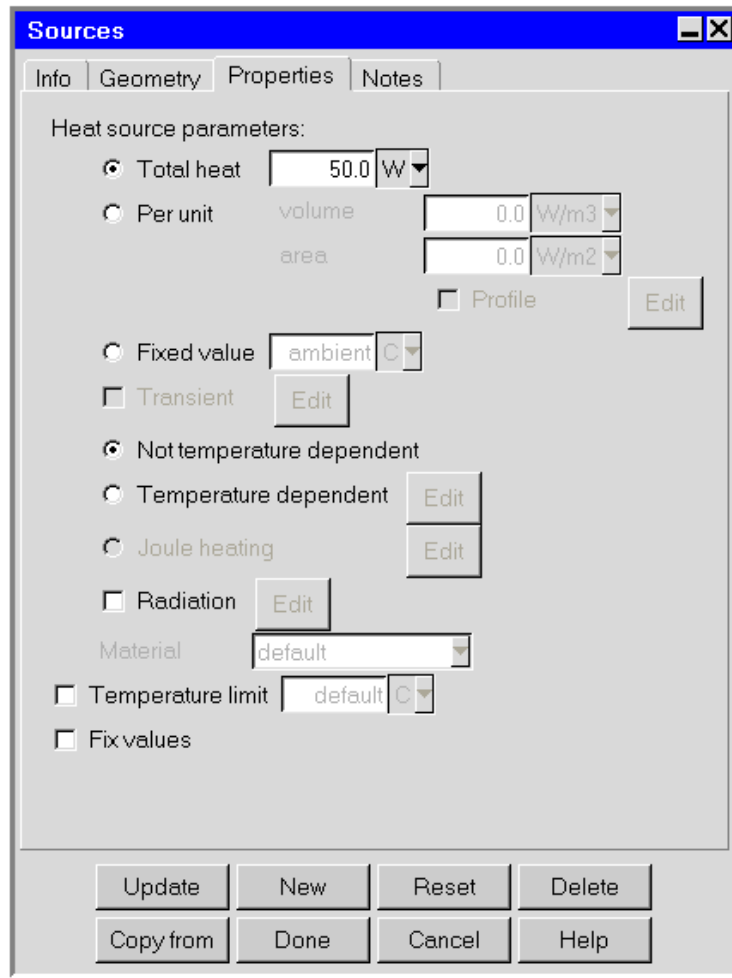 Sources
Info Geometry Properties Notes
Heat source parameters:
Total heat 50.0 W
Per unit volume 0.0 W/m3
area 0.0 W/m2
Profile Edit
Fixed value ambient C
Transient Edit
Not temperature dependent
Temperature dependent Edit
Joule heating Edit
Radiation Edit
Material default
Temperature limit default C
Fix values
Update New Reset Delete
Copy from Done Cancel Help